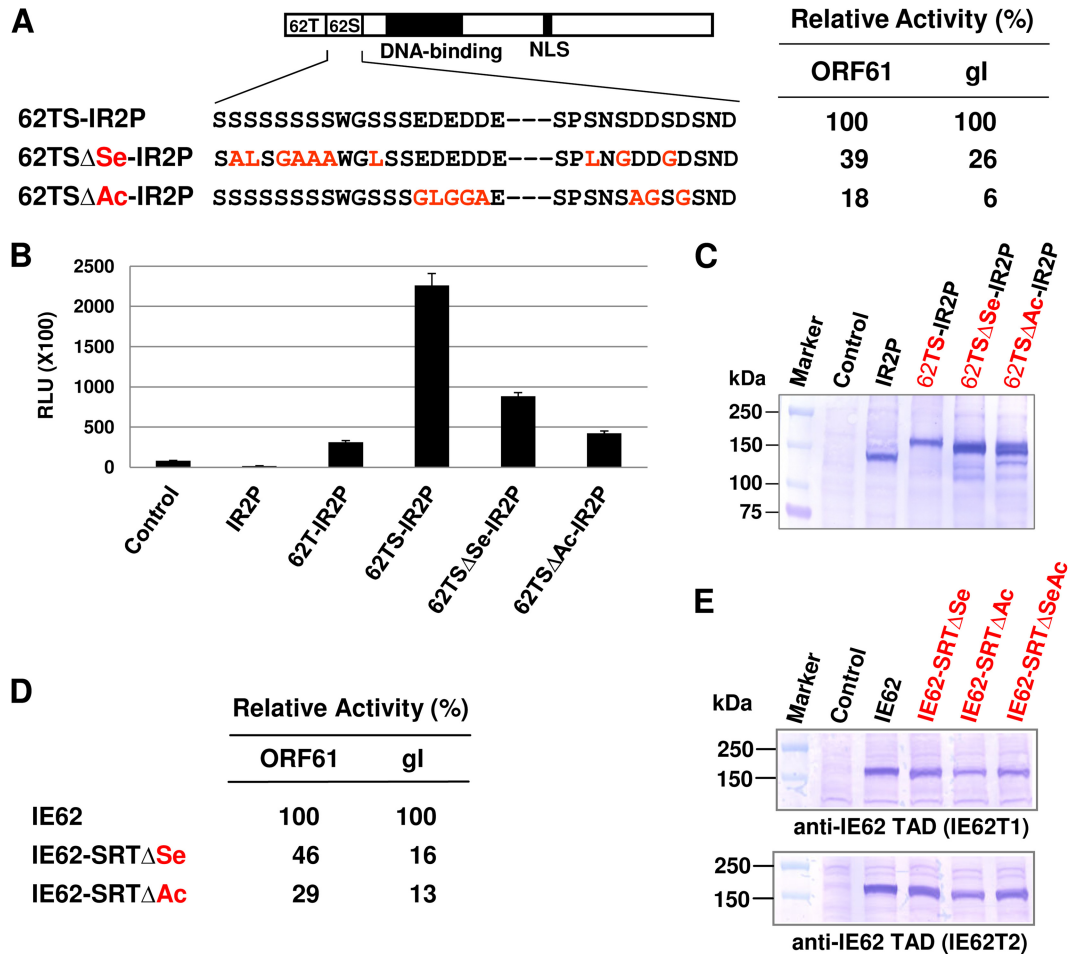 A
62T 62S
DNA-binding NLS
Relative Activity (%)
ORF61 gI
62TS-IR2P SSSSSSSSWGSSSEDEDDE---SPSNSDDSDSND 100 100
62TSΔSe-IR2P SALSGAAAWGLSSEDEDDE---SPLNGDDGDSND 39 26
62TSΔAc-IR2P SSSSSSSSWGSSSGLGGAE---SPSNSAGSGSND 18 6
B
RLU (X100)
2500
2000
1500
1000
500
0
Control
IR2P
62T-IR2P
62TS-IR2P
62TSΔSe-IR2P
62TSΔAc-IR2P
C
kDa
Marker
Control
IR2P
62TS-IR2P
62TSΔSe-IR2P
62TSΔAc-IR2P
250
150
100
75
D
Relative Activity (%)
ORF61 gI
IE62 100 100
IE62-SRTΔSe 46 16
IE62-SRTΔAc 29 13
E
kDa
Marker
Control
IE62
IE62-SRTΔSe
IE62-SRTΔAc
IE62-SRTΔSeAc
250
150
anti-IE62 TAD (IE62T1)
250
150
anti-IE62 TAD (IE62T2)